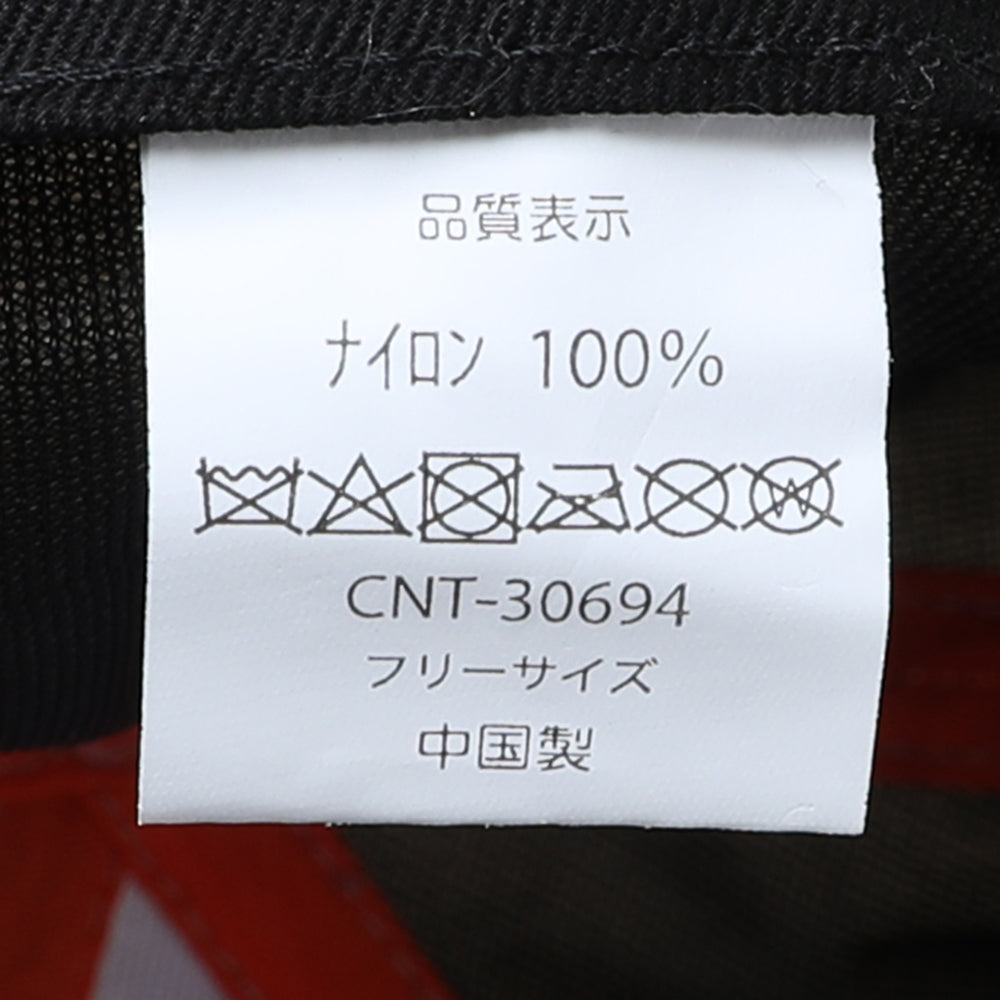 品質表示
ナイロン 100%
CNT-30694
フリーサイズ
中国製